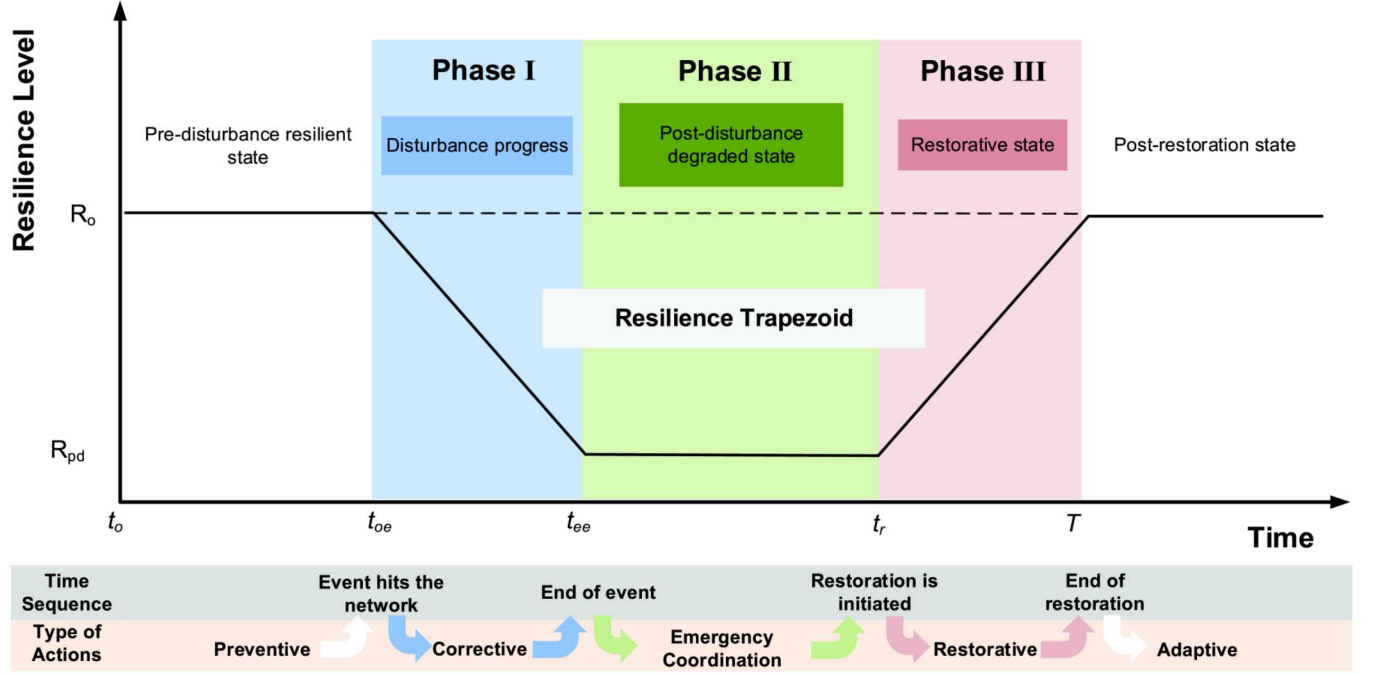 Resilience Level
Phase I
Phase II
Phase III
Pre-disturbance resilient
state
Disturbance progress
Post-disturbance
degraded state
Restorative state
Post-restoration state
Ro
Resilience Trapezoid
Rpd
to
toe
tee
tr
T
Time
Time
Sequence
Event hits the
network
End of event
Restoration is
initiated
End of
restoration
Type of
Actions
Preventive
Corrective
Emergency
Coordination
Restorative
Adaptive